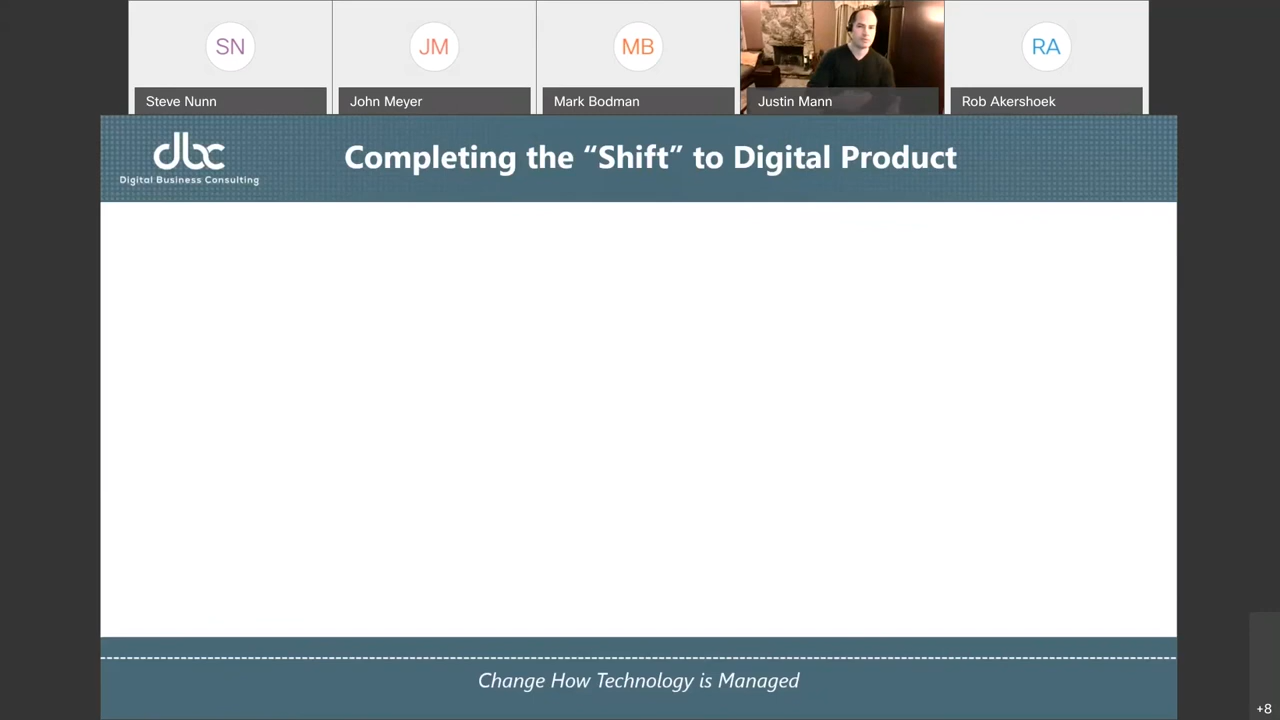 SN
JM
MB
RA
Steve Nunn
John Meyer
Mark Bodman
Justin Mann
Rob Akershoek
dbc
Digital Business Consulting
Completing the “Shift” to Digital Product
Change How Technology is Managed
+8